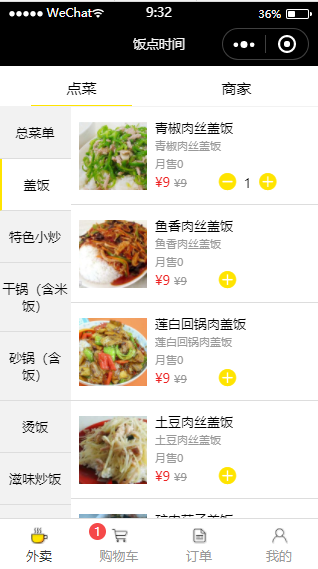 WeChat 9:32 36%
饭点时间
点菜 商家
总菜单
盖饭
特色小炒
干锅（含米
饭）
砂锅（含
饭）
烫饭
滋味炒饭
青椒肉丝盖饭
青椒肉丝盖饭
月售0
¥9 ¥9 1
鱼香肉丝盖饭
鱼香肉丝盖饭
月售0
¥9 ¥9
莲白回锅肉盖饭
莲白回锅肉盖饭
月售0
¥9 ¥9
土豆肉丝盖饭
土豆肉丝盖饭
月售0
¥9 ¥9
1
外卖 购物车 订单 我的